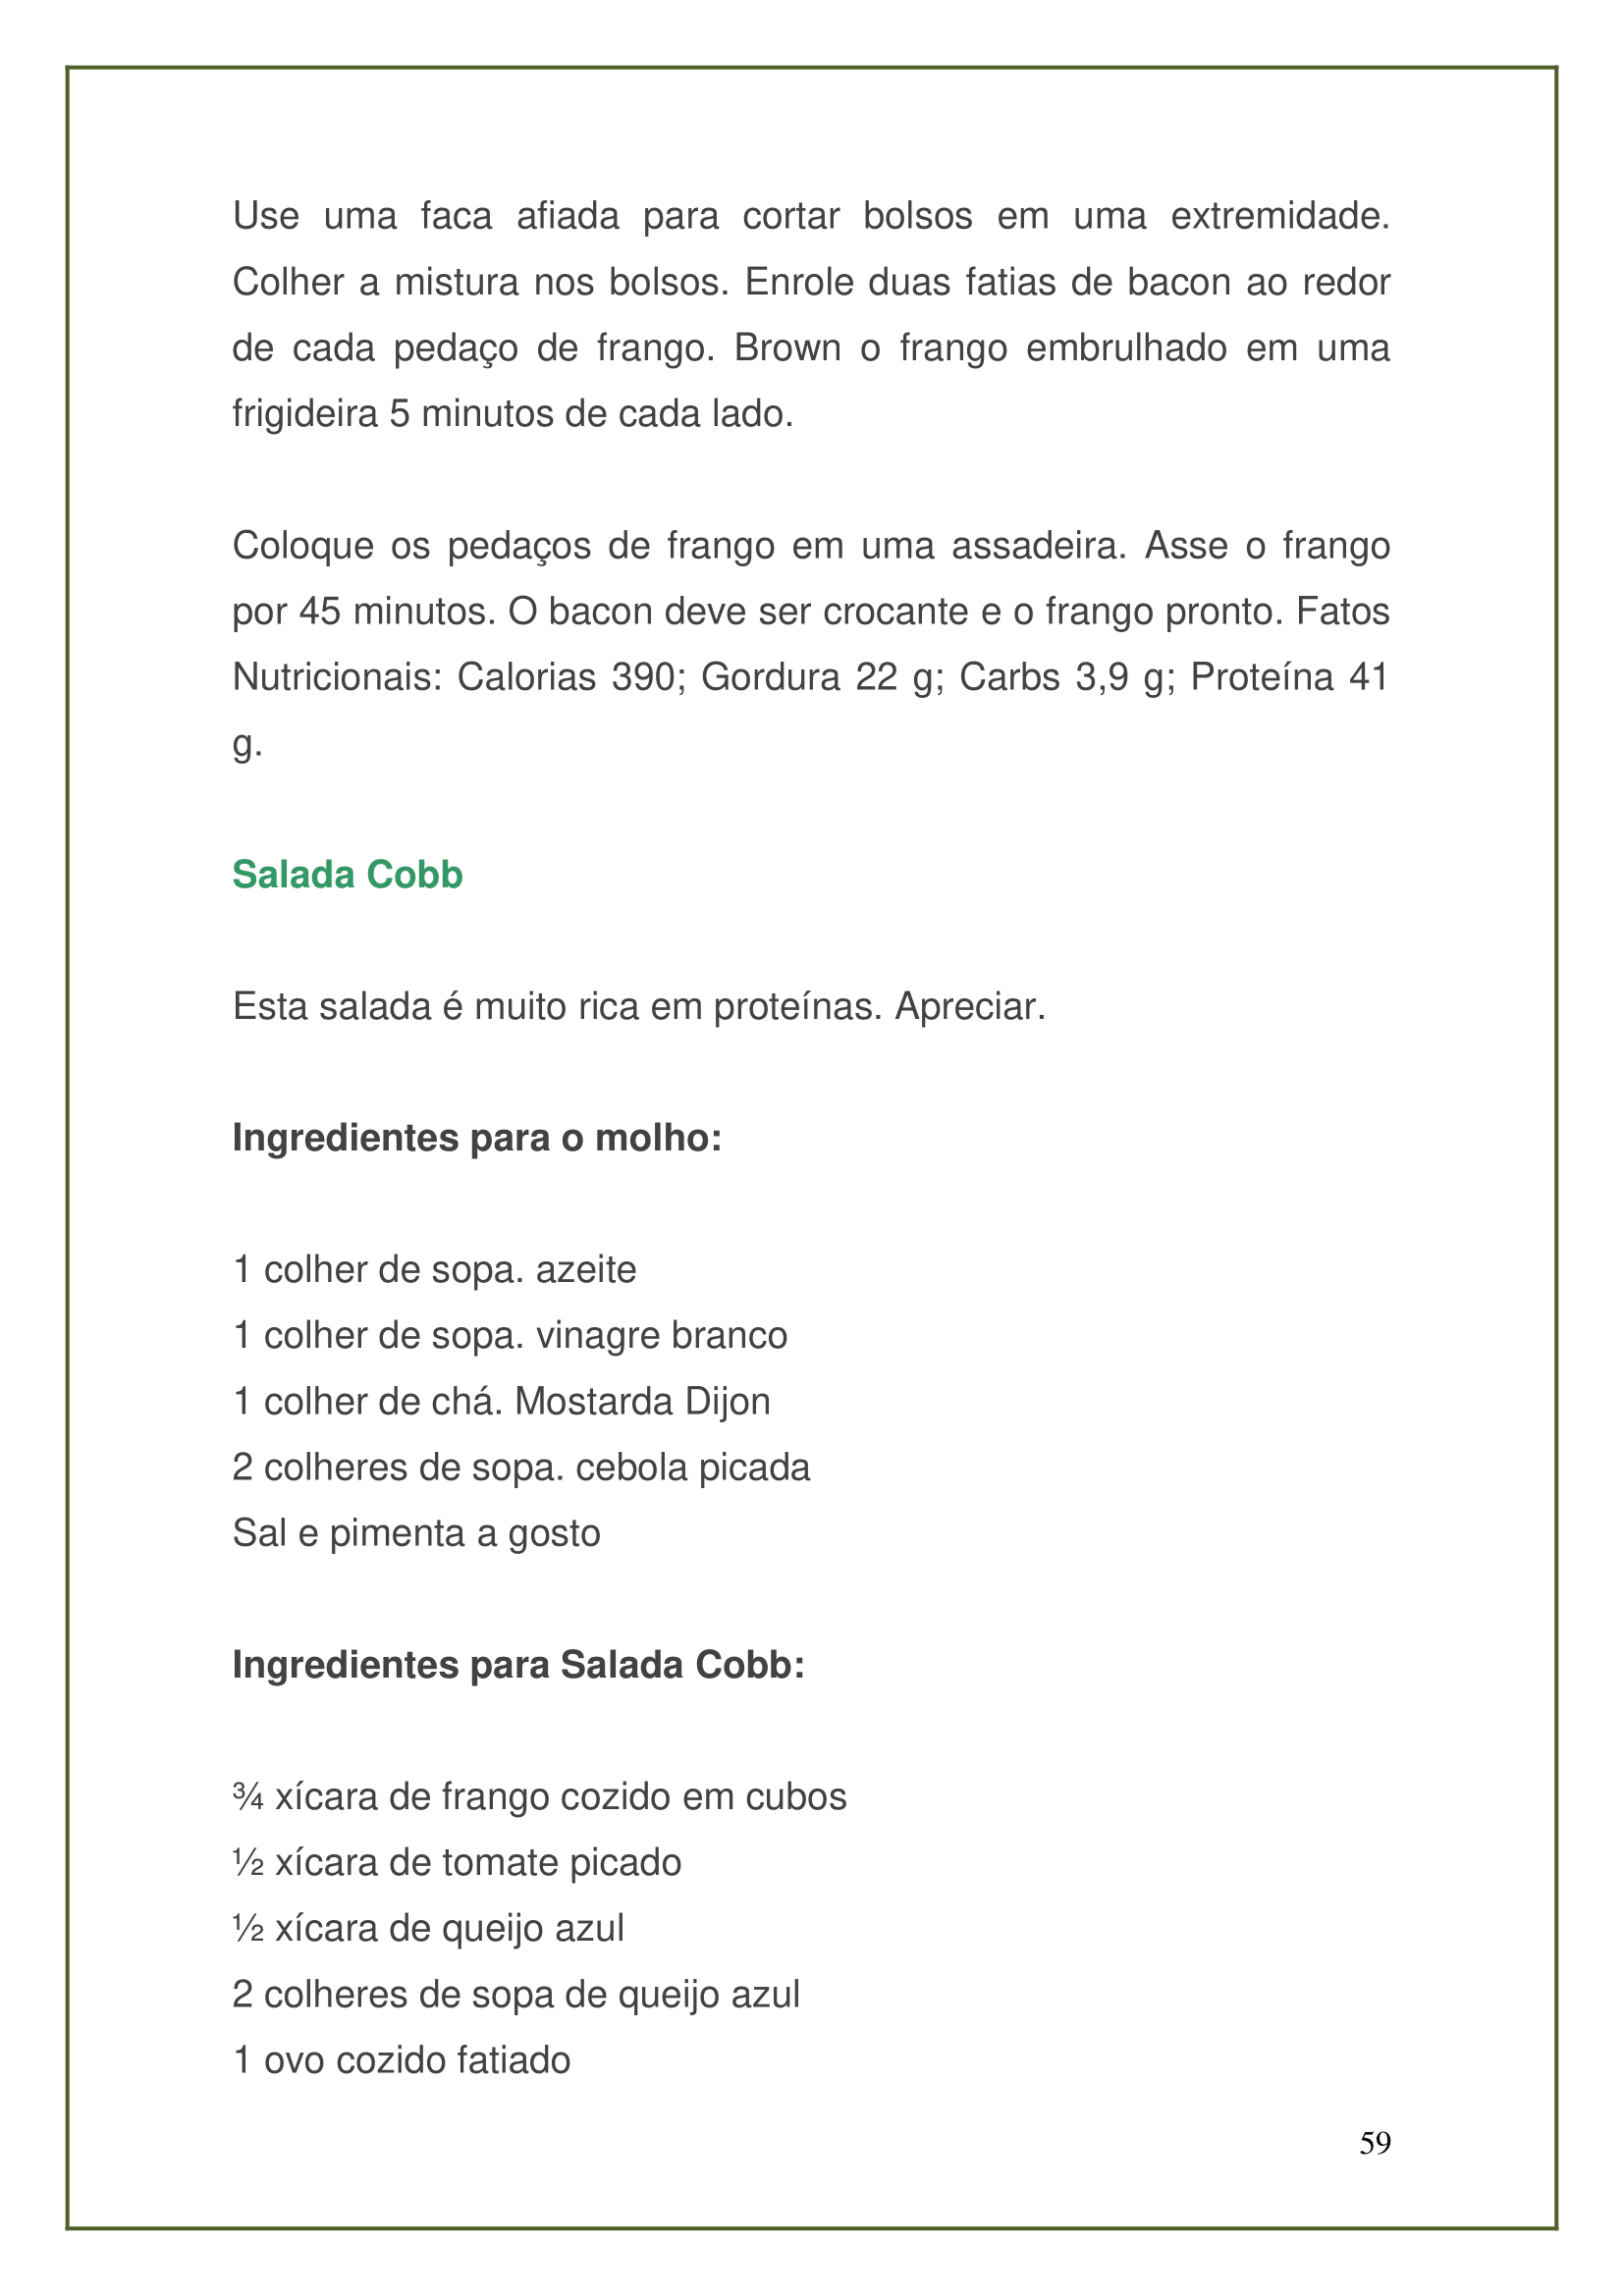 Use uma faca afiada para cortar bolsos em uma extremidade.
Colher a mistura nos bolsos. Enrole duas fatias de bacon ao redor
de cada pedaço de frango. Brown o frango embrulhado em uma
frigideira 5 minutos de cada lado.
Coloque os pedaços de frango em uma assadeira. Asse o frango
por 45 minutos. O bacon deve ser crocante e o frango pronto. Fatos
Nutricionais: Calorias 390; Gordura 22 g; Carbs 3,9 g; Proteína 41
g.
Salada Cobb
Esta salada é muito rica em proteínas. Apreciar.
Ingredientes para o molho:
1 colher de sopa. azeite
1 colher de sopa. vinagre branco
1 colher de chá. Mostarda Dijon
2 colheres de sopa. cebola picada
Sal e pimenta a gosto
Ingredientes para Salada Cobb:
¾ xícara de frango cozido em cubos
½ xícara de tomate picado
½ xícara de queijo azul
2 colheres de sopa de queijo azul
1 ovo cozido fatiado
59